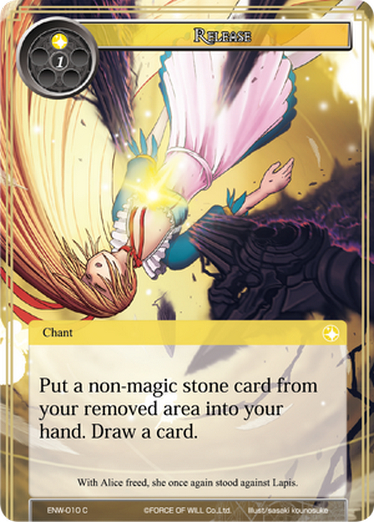 Release
1
Chant
Put a non-magic stone card from
your removed area into your
hand. Draw a card.
With Alice freed, she once again stood against Lapis.
ENW-010 C ©FORCE OF WILL Co.,Ltd. Illust/sasaki kounosuke